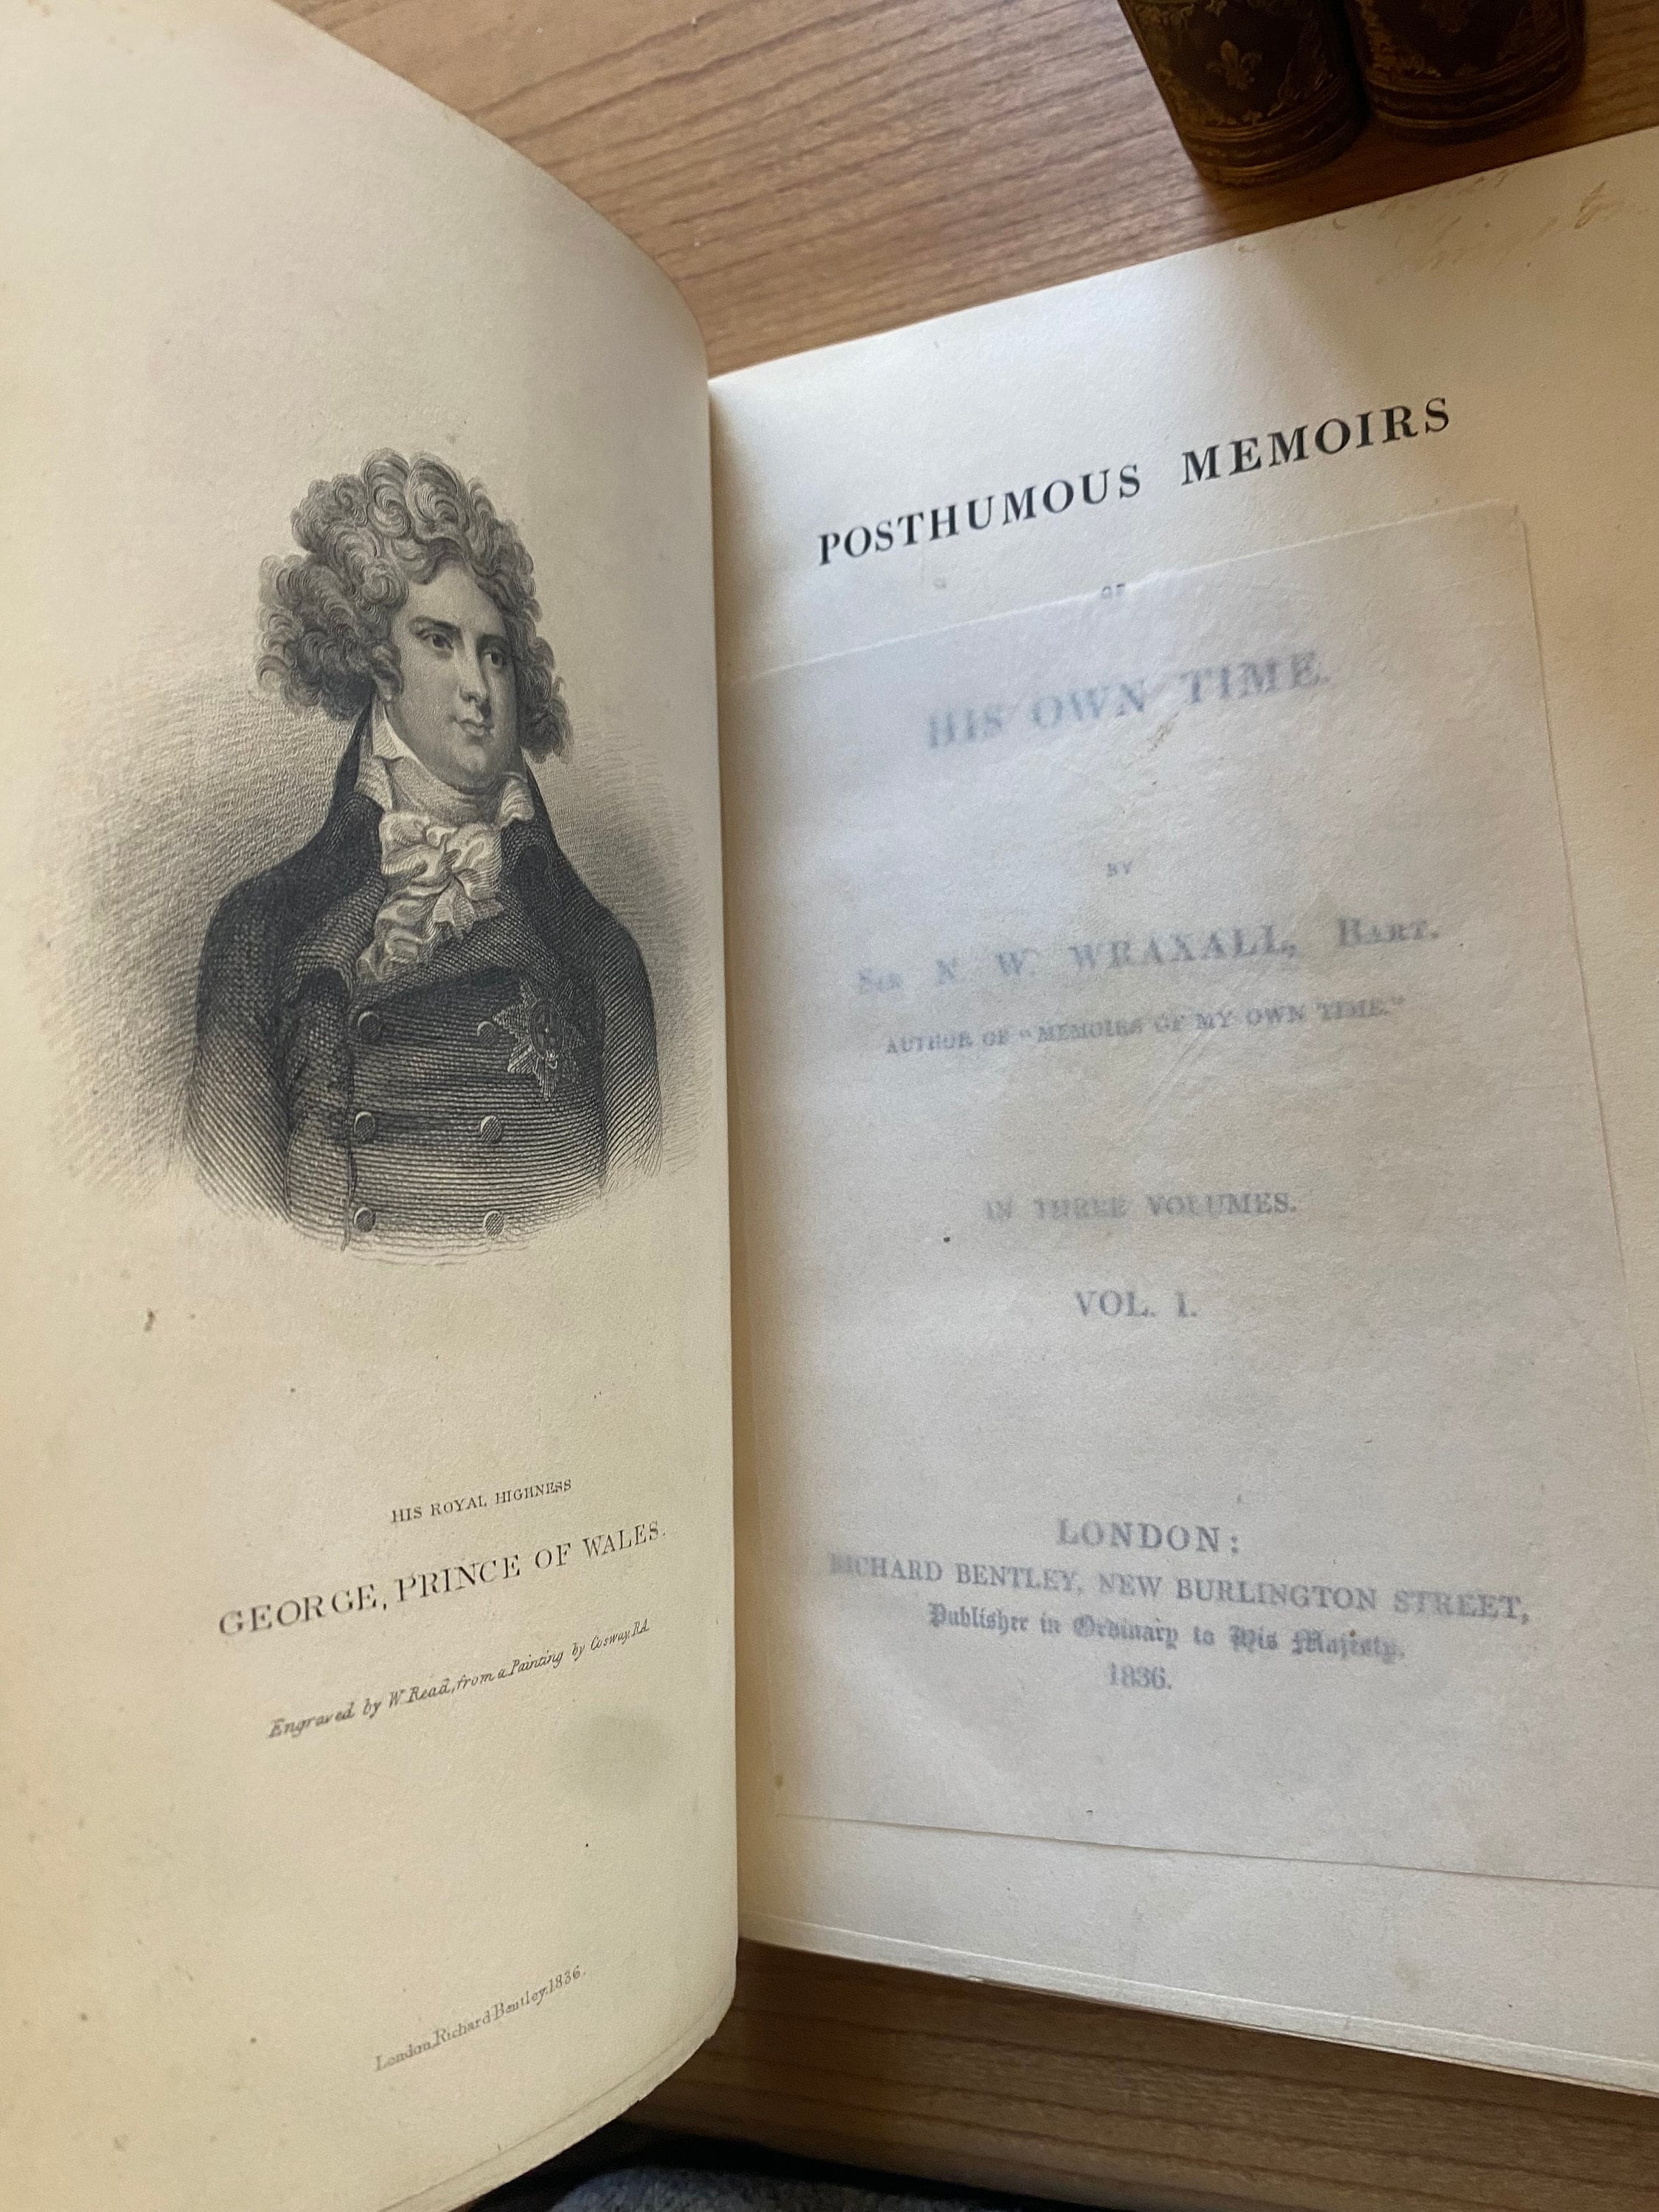 HIS ROYAL HIGHNESS
GEORGE, PRINCE OF WALES.
Engraved by W. Read, from a Painting by Cosway, R.A.
London, Richard Bentley, 1836.
POSTHUMOUS MEMOIRS
OF
HIS OWN TIME.
BY
SIR N. W. WRAXALL, BART.
AUTHOR OF "MEMOIRS OF MY OWN TIME."
IN THREE VOLUMES.
VOL. I.
LONDON:
RICHARD BENTLEY, NEW BURLINGTON STREET,
Publisher in Ordinary to His Majesty.
1836.